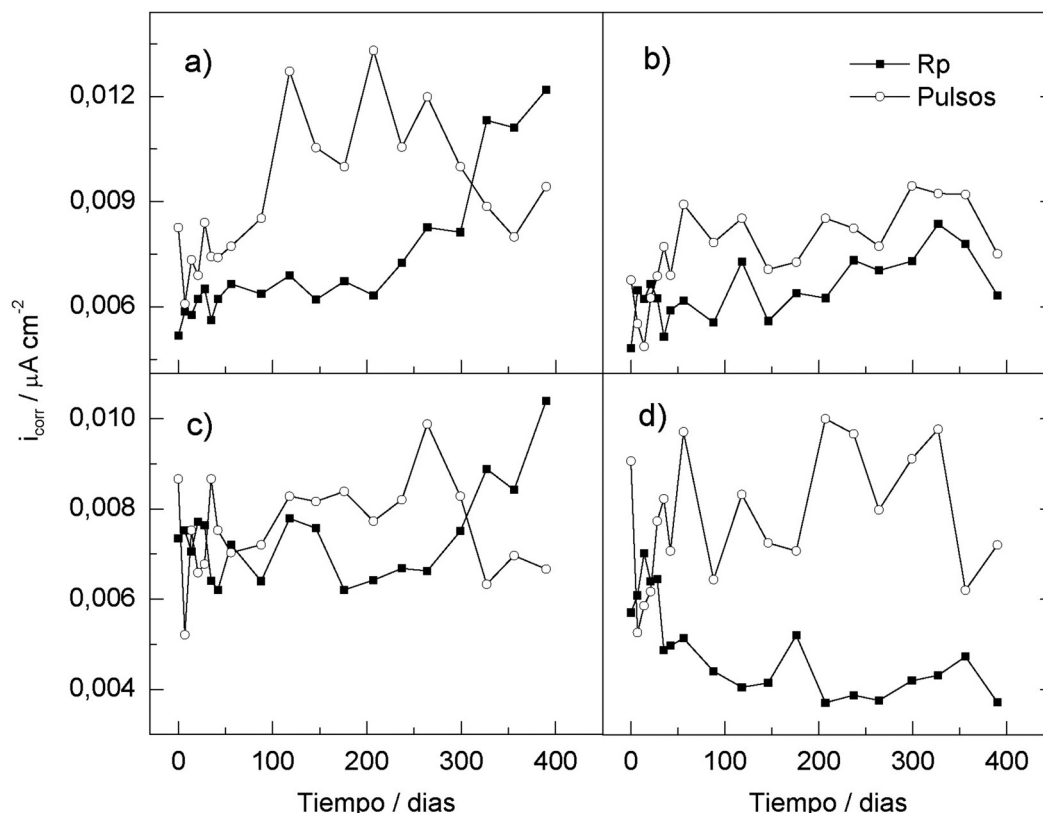 a)
b)
Rp
Pulsos
0,012
0,009
0,006
i_corr / μA cm⁻²
c)
d)
0,010
0,008
0,006
0,004
0 100 200 300 400
0 100 200 300 400
Tiempo / dias
Tiempo / dias